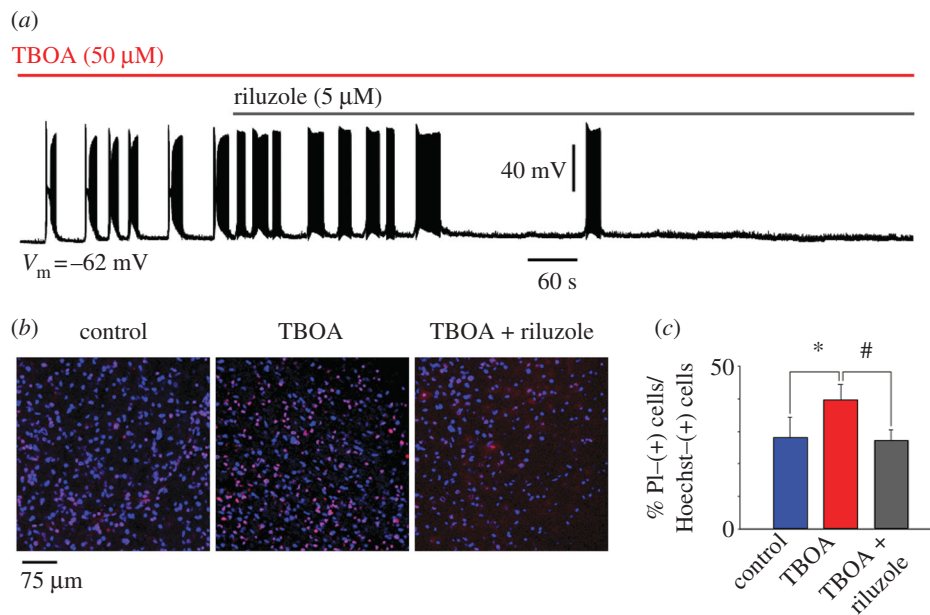 (a)
TBOA (50 µM)
riluzole (5 µM)
40 mV
60 s
Vm = –62 mV
(b)
control
TBOA
TBOA + riluzole
75 µm
(c)
*
#
50
0
% PI–(+) cells/
Hoechst–(+) cells
control
TBOA
TBOA +
riluzole